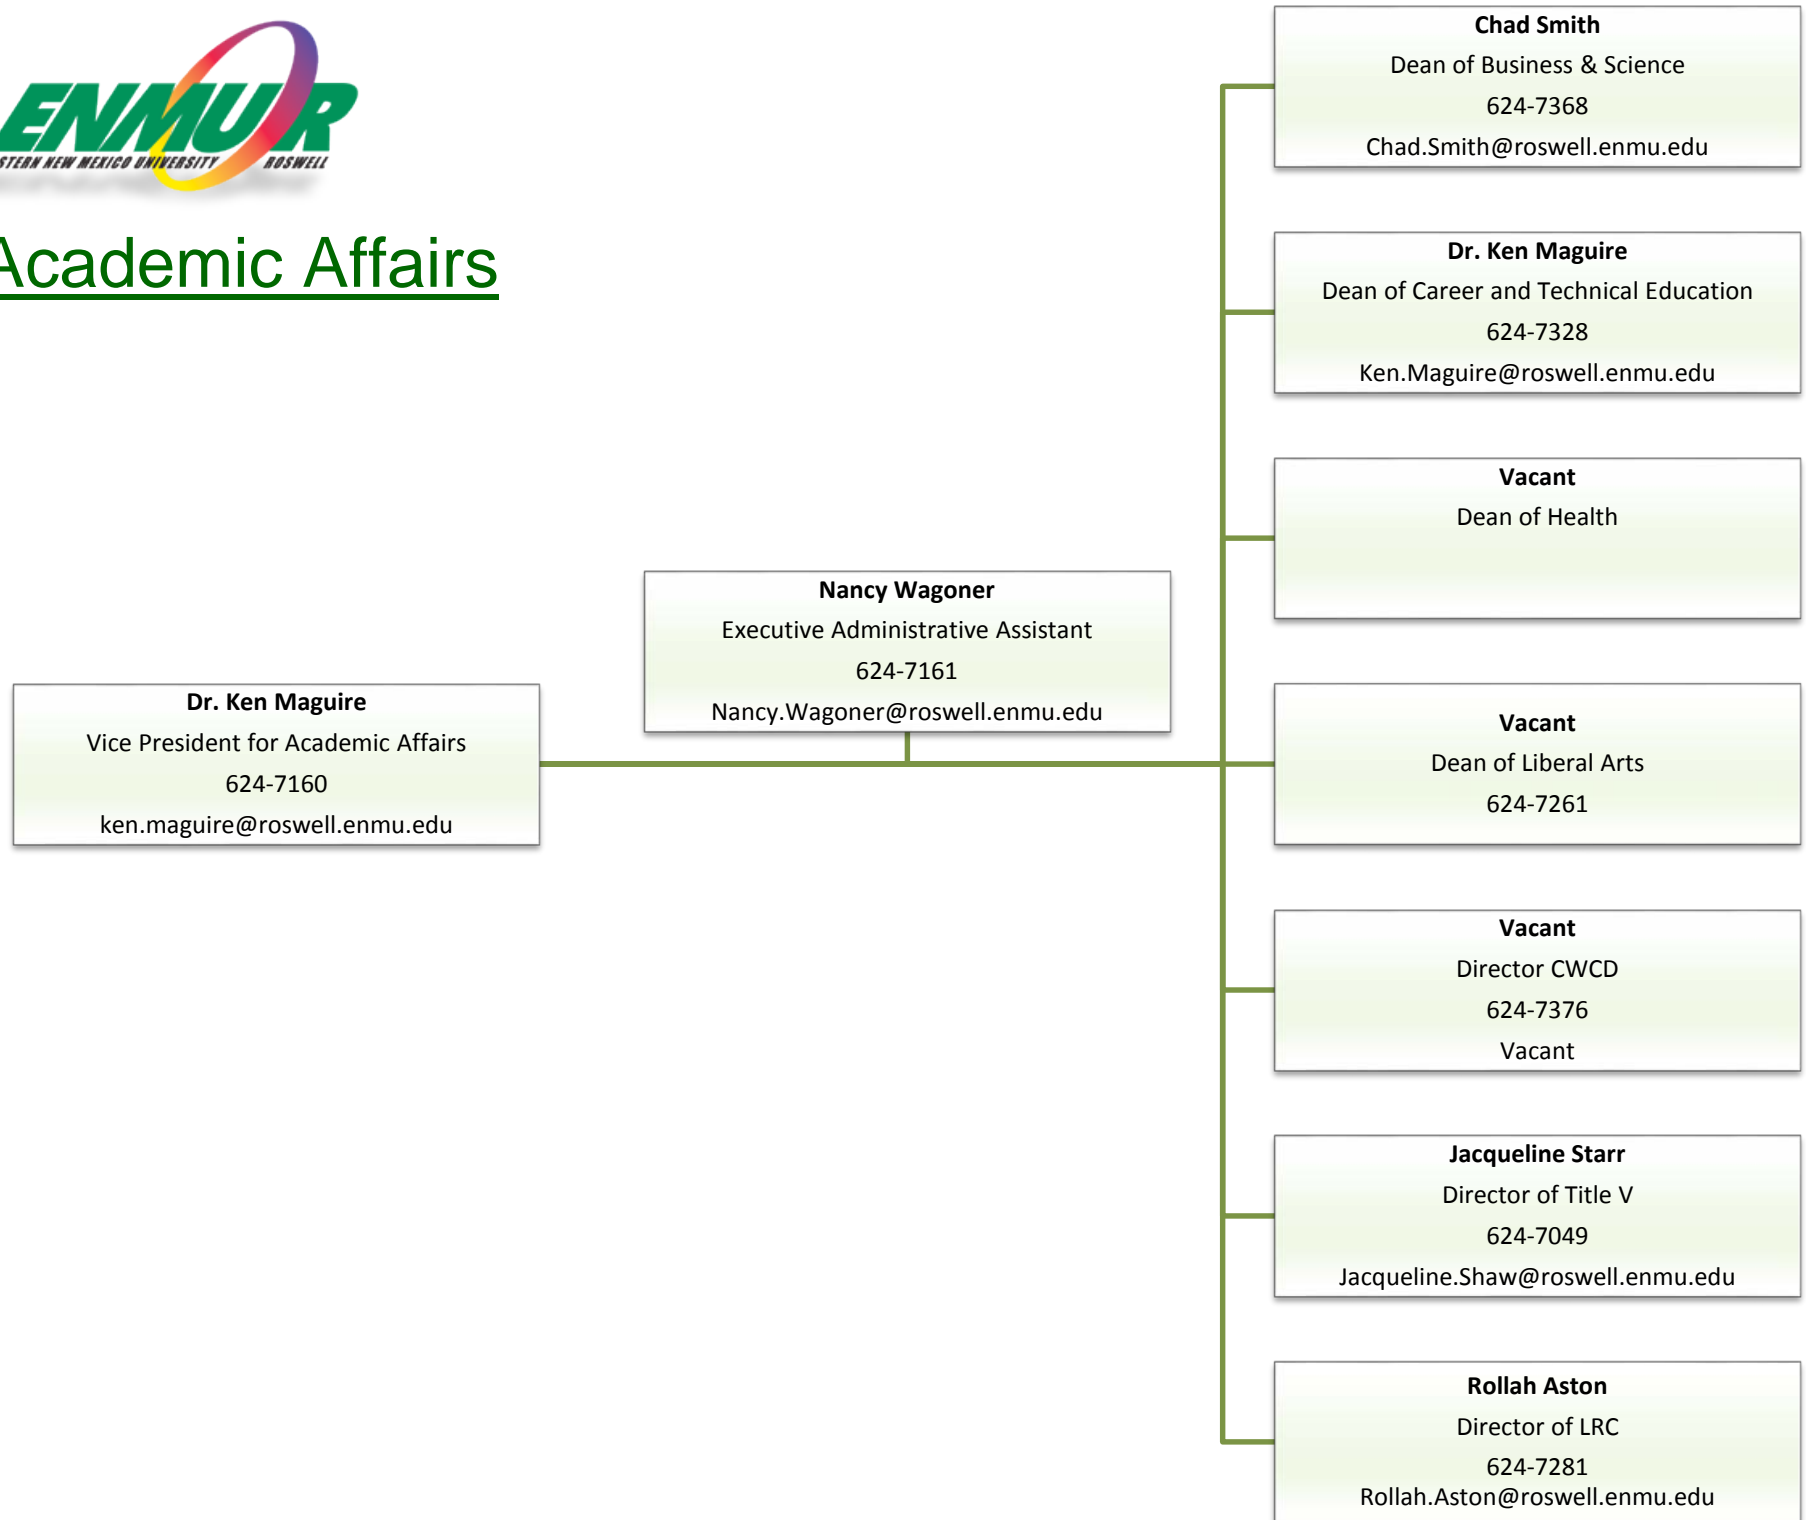 ENMU R
STERN NEW MEXICO UNIVERSITY ROSWELL
Academic Affairs
Dr. Ken Maguire
Vice President for Academic Affairs
624-7160
ken.maguire@roswell.enmu.edu
Nancy Wagoner
Executive Administrative Assistant
624-7161
Nancy.Wagoner@roswell.enmu.edu
Chad Smith
Dean of Business & Science
624-7368
Chad.Smith@roswell.enmu.edu
Dr. Ken Maguire
Dean of Career and Technical Education
624-7328
Ken.Maguire@roswell.enmu.edu
Vacant
Dean of Health
Vacant
Dean of Liberal Arts
624-7261
Vacant
Director CWCD
624-7376
Vacant
Jacqueline Starr
Director of Title V
624-7049
Jacqueline.Shaw@roswell.enmu.edu
Rollah Aston
Director of LRC
624-7281
Rollah.Aston@roswell.enmu.edu